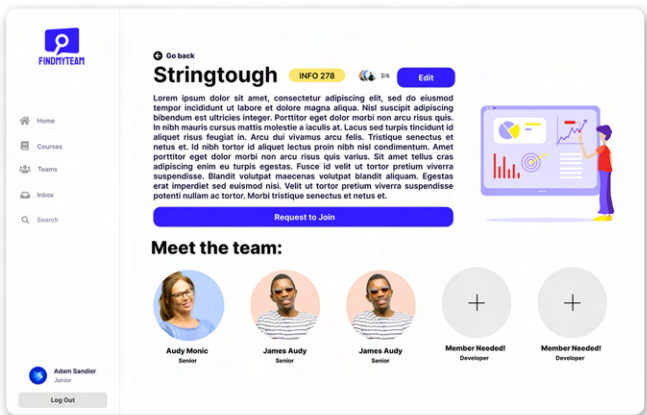 FINDMYTEAM
Home
Courses
Teams
Inbox
Search
Adam Sandler
Junior
Log Out
Go back
Stringtough
INFO 278
3/6
Edit
Lorem ipsum dolor sit amet, consectetur adipiscing elit, sed do eiusmod
tempor incididunt ut labore et dolore magna aliqua. Nisl suscipit adipiscing
bibendum est ultricies integer. Porttitor eget dolor morbi non arcu risus quis.
In nibh mauris cursus mattis molestie a iaculis at. Lacus sed turpis tincidunt id
aliquet risus feugiat in. Arcu dui vivamus arcu felis. Tristique senectus et
netus et. Id nibh tortor id aliquet lectus proin nibh nisl condimentum. Amet
porttitor eget dolor morbi non arcu risus quis varius. Sit amet tellus cras
adipiscing enim eu turpis egestas. Fusce id velit ut tortor pretium viverra
suspendisse. Blandit volutpat maecenas volutpat blandit aliquam. Egestas
erat imperdiet sed euismod nisi. Velit ut tortor pretium viverra suspendisse
potenti nullam ac tortor. Morbi tristique senectus et netus et.
Request to Join
Meet the team:
Audy Monic
Senior
James Audy
Senior
James Audy
Senior
Member Needed!
Developer
Member Needed!
Developer